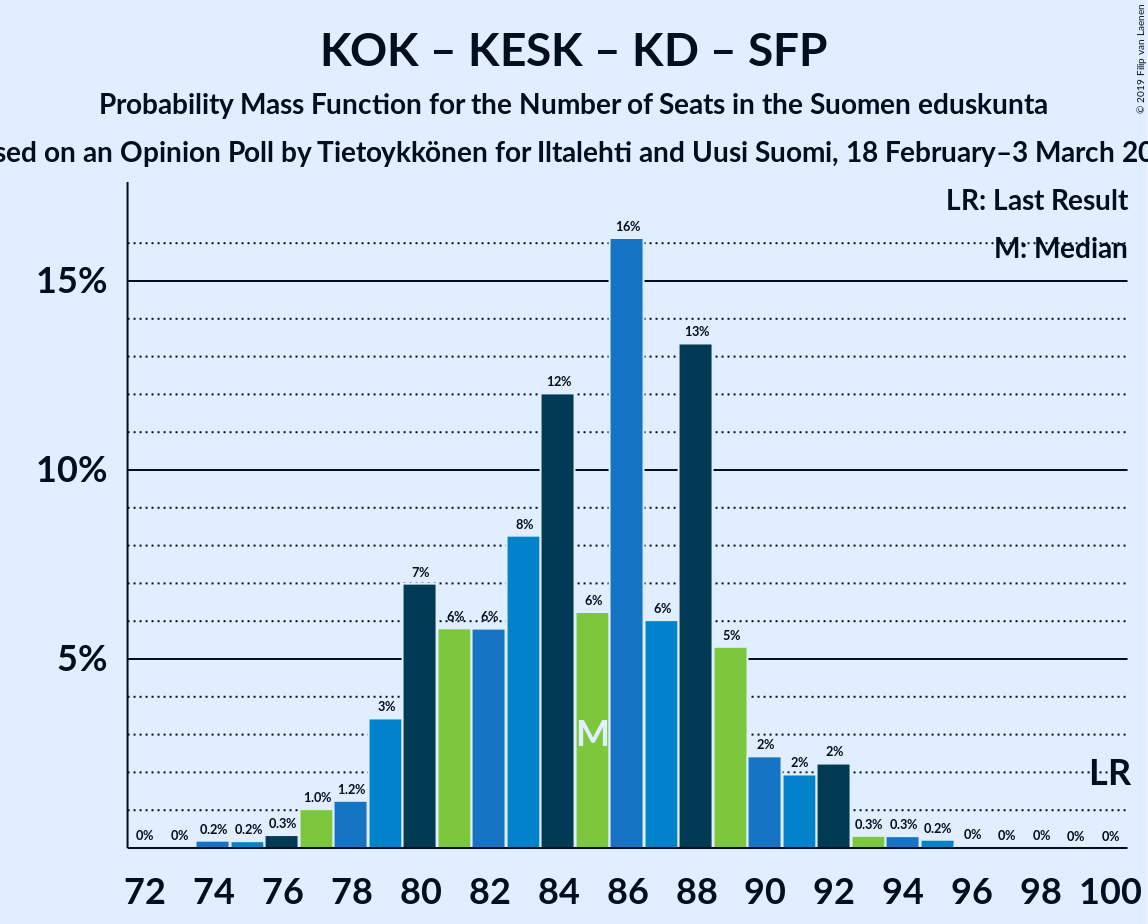 KOK – KESK – KD – SFP
Probability Mass Function for the Number of Seats in the Suomen eduskunta
sed on an Opinion Poll by Tietoykkönen for Iltalehti and Uusi Suomi, 18 February–3 March 20
© 2019 Filip van Laenen
LR: Last Result
M: Median
15%
10%
5%
0% 0% 0.2% 0.2% 0.3% 1.0% 1.2% 3% 7% 6% 6% 8% 12% 6% 16% 6% 13% 5% 2% 2% 2% 0.3% 0.3% 0.2% 0% 0% 0% 0% 0%
M
LR
72 74 76 78 80 82 84 86 88 90 92 94 96 98 100